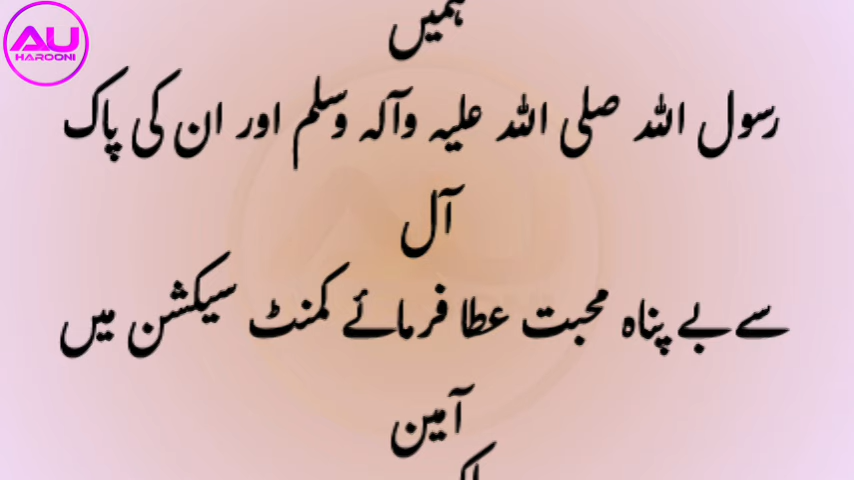 AU
HAROONI
ہمیں
رسول اللہ صلی اللہ علیہ وآلہ وسلم اور ان کی پاک
آل
سے بے پناہ محبت عطا فرمائے کمنٹ سیکشن میں
آمین